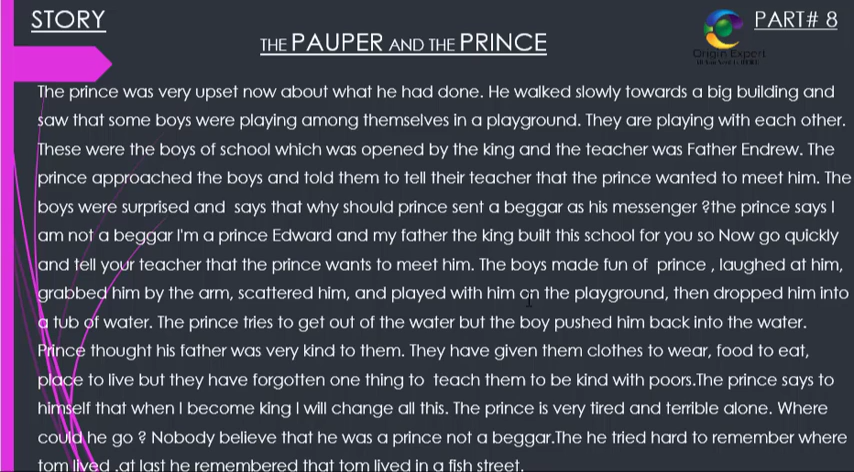 STORY
PART# 8
THE PAUPER AND THE PRINCE
Origin Expert
The prince was very upset now about what he had done. He walked slowly towards a big building and
saw that some boys were playing among themselves in a playground. They are playing with each other.
These were the boys of school which was opened by the king and the teacher was Father Endrew. The
prince approached the boys and told them to tell their teacher that the prince wanted to meet him. The
boys were surprised and  says that why should prince sent a beggar as his messenger ?the prince says I
am not a beggar I'm a prince Edward and my father the king built this school for you so Now go quickly
and tell your teacher that the prince wants to meet him. The boys made fun of  prince , laughed at him,
grabbed him by the arm, scattered him, and played with him on the playground, then dropped him into
a tub of water. The prince tries to get out of the water but the boy pushed him back into the water.
Prince thought his father was very kind to them. They have given them clothes to wear, food to eat,
place to live but they have forgotten one thing to  teach them to be kind with poors.The prince says to
himself that when I become king I will change all this. The prince is very tired and terrible alone. Where
could he go ? Nobody believe that he was a prince not a beggar.The he tried hard to remember where
tom lived .at last he remembered that tom lived in a fish street.